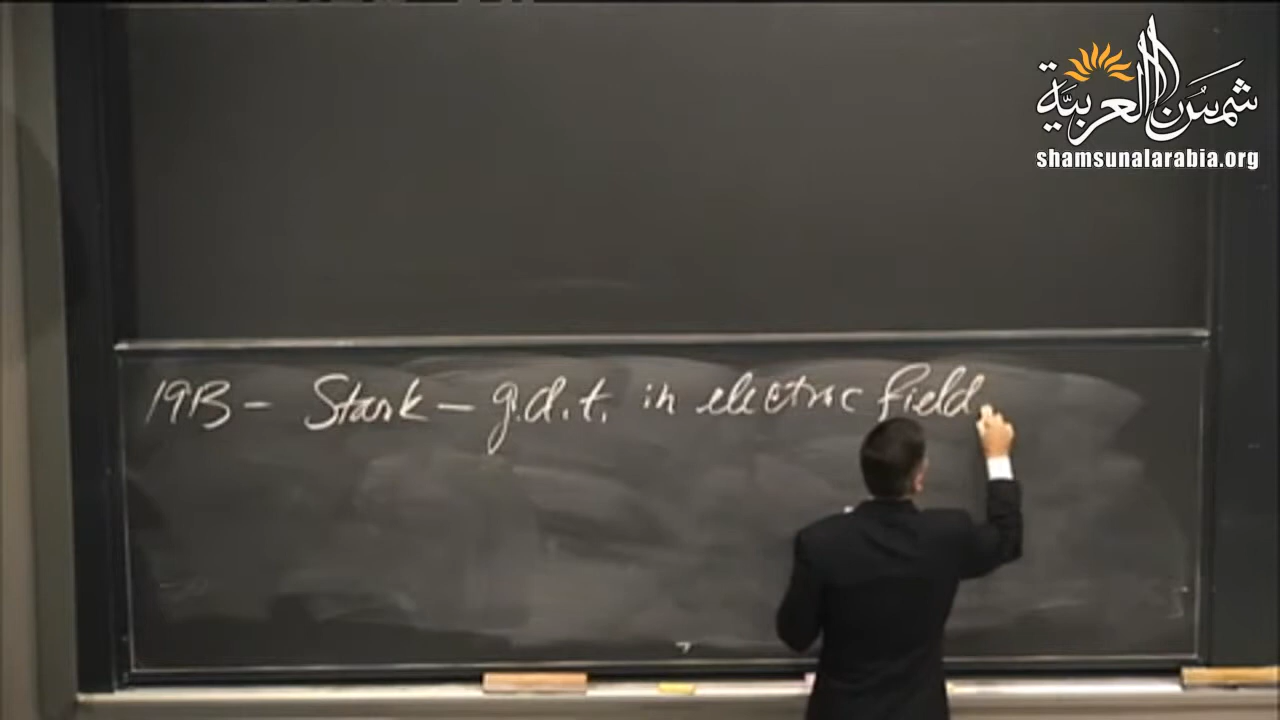 شمس العربية
shamsunalarabia.org
1913 - Stark - g.d.t. in electric field.